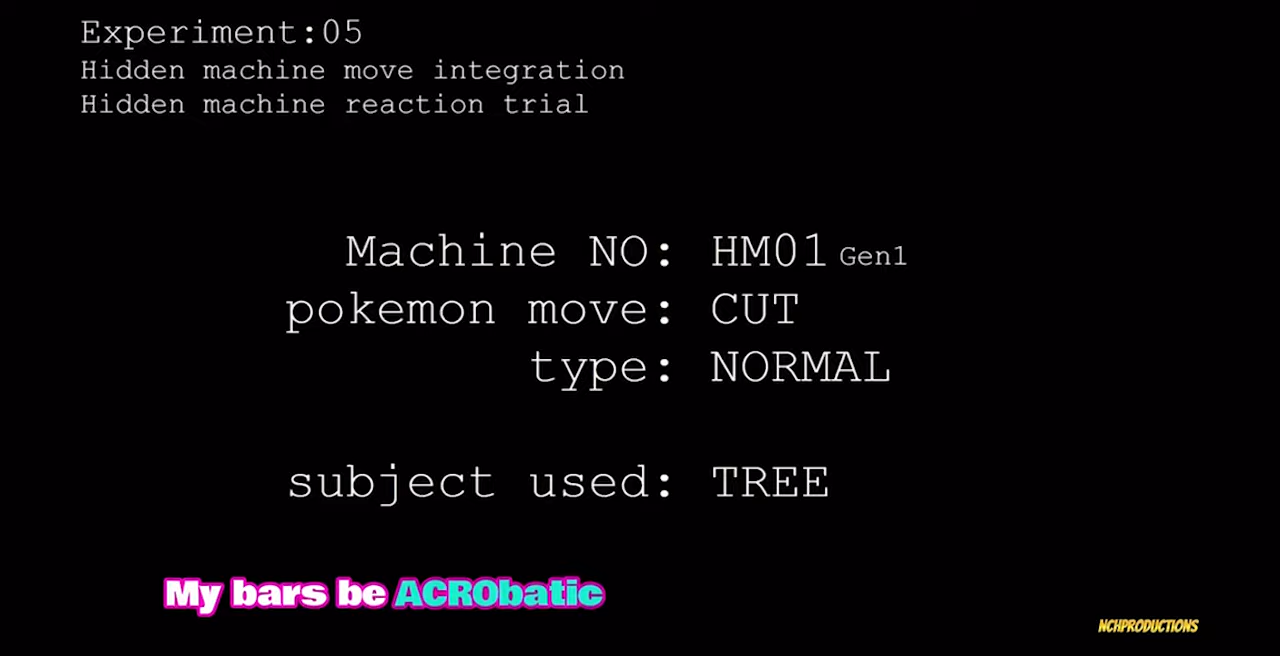 Experiment:05
Hidden machine move integration
Hidden machine reaction trial
Machine NO: HM01 Gen1
pokemon move: CUT
type: NORMAL
subject used: TREE
My bars be ACRObatic
NCHPRODUCTIONS